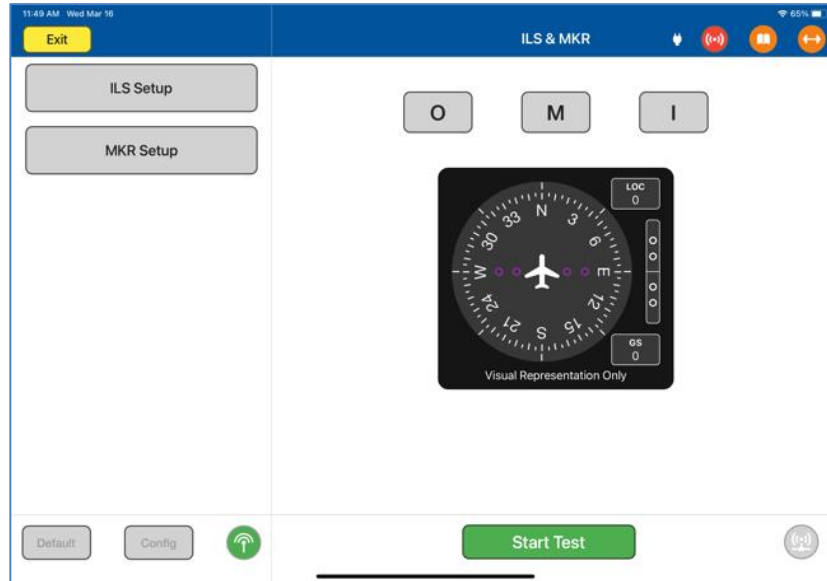 11:49 AM Wed Mar 16
65%
Exit
ILS & MKR
ILS Setup
MKR Setup
O M I
LOC
0
N
33 3
30 6
W E
24 12
21 15
S
GS
0
Visual Representation Only
Default Config
Start Test